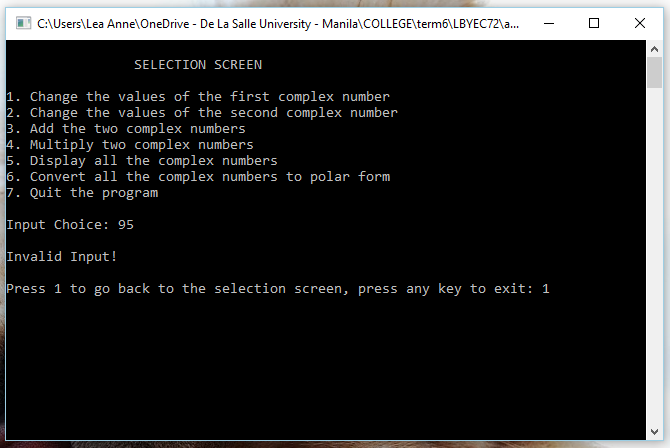 C:\Users\Lea Anne\OneDrive - De La Salle University - Manila\COLLEGE\term6\LBYEC72\a...
SELECTION SCREEN
1. Change the values of the first complex number
2. Change the values of the second complex number
3. Add the two complex numbers
4. Multiply two complex numbers
5. Display all the complex numbers
6. Convert all the complex numbers to polar form
7. Quit the program
Input Choice: 95
Invalid Input!
Press 1 to go back to the selection screen, press any key to exit: 1